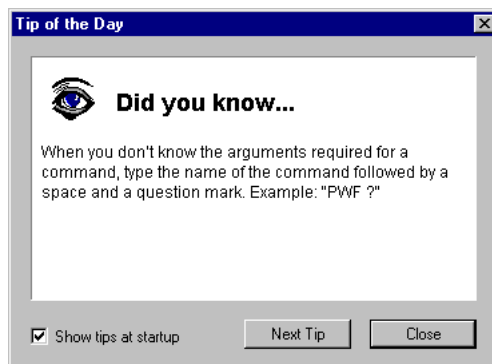 Tip of the Day
Did you know...
When you don't know the arguments required for a
command, type the name of the command followed by a
space and a question mark. Example: "PWF ?"
Show tips at startup
Next Tip
Close